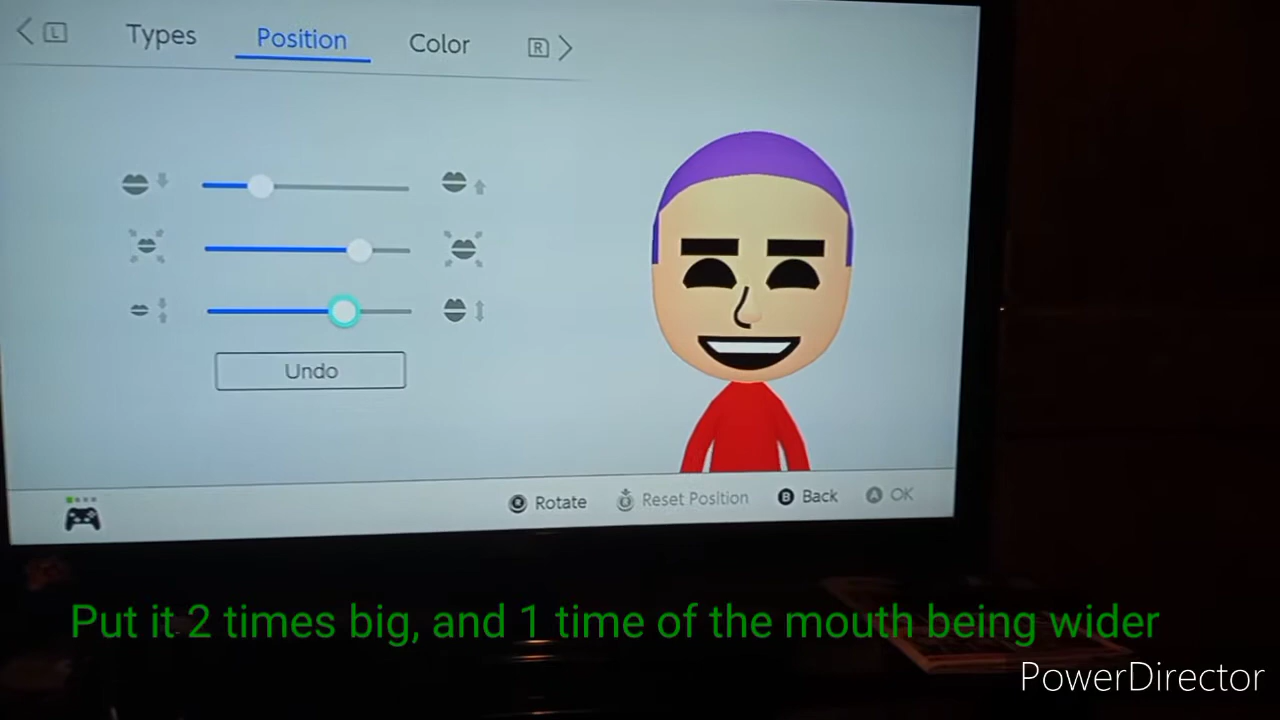 L Types Position Color R
Undo
Rotate Reset Position B Back A OK
Put it 2 times big, and 1 time of the mouth being wider
PowerDirector